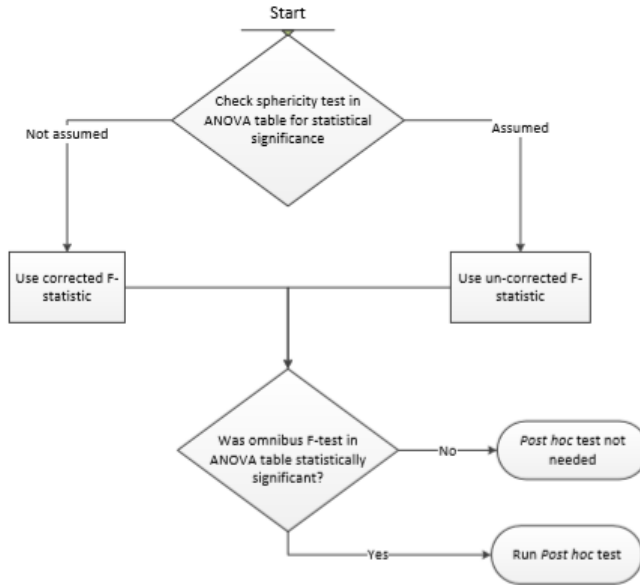 Start
Check sphericity test in
ANOVA table for statistical
significance
Not assumed
Assumed
Use corrected F-
statistic
Use un-corrected F-
statistic
Was omnibus F-test in
ANOVA table statistically
significant?
No
Post hoc test not
needed
Yes
Run Post hoc test